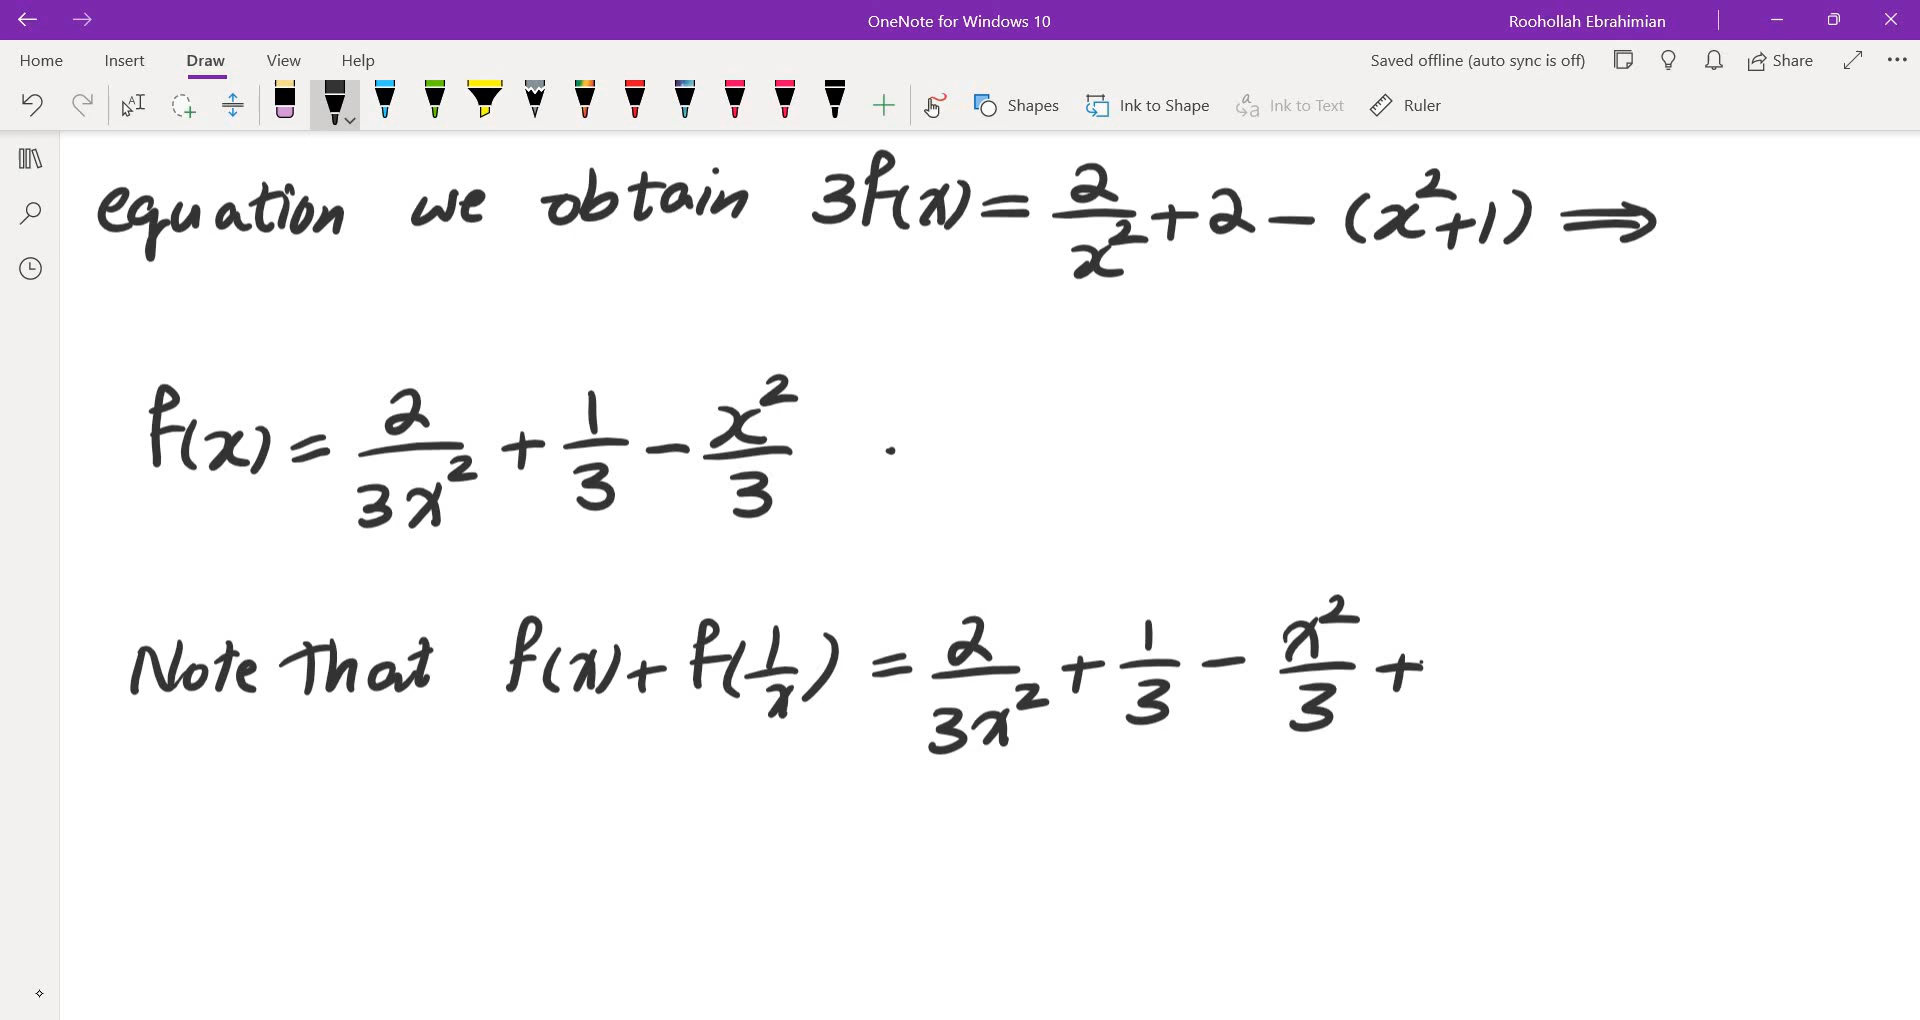 OneNote for Windows 10
Roohollah Ebrahimian
Home Insert Draw View Help
Saved offline (auto sync is off) Share
Shapes Ink to Shape Ink to Text Ruler
equation we obtain 3f(x) = 2/x² + 2 - (x²+1) ⟹
f(x) = 2/3x² + 1/3 - x²/3 .
Note that f(x) + f(1/x) = 2/3x² + 1/3 - x²/3 +